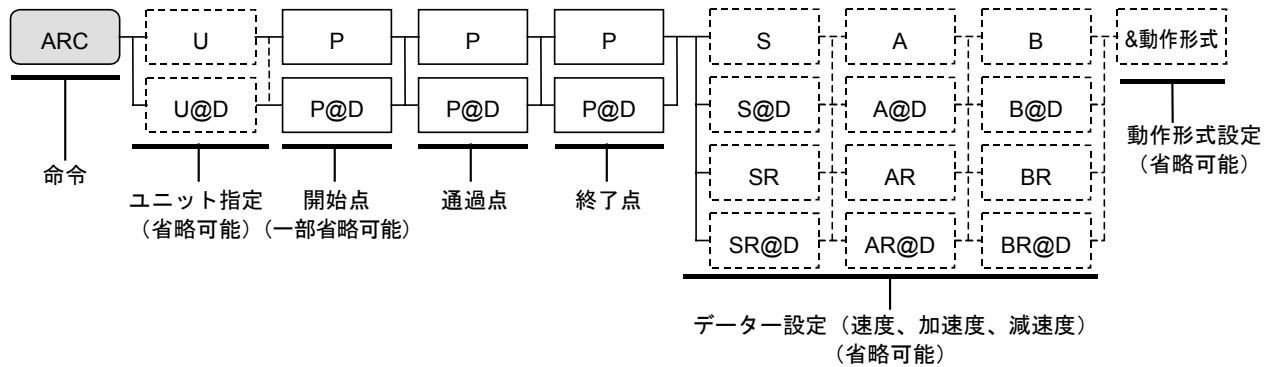 ARC U P P P S A B &動作形式
U@D P@D P@D P@D S@D A@D B@D
SR AR BR
SR@D AR@D BR@D
命令
ユニット指定
（省略可能）
開始点
（一部省略可能）
通過点
終了点
動作形式設定
（省略可能）
データー設定（速度、加速度、減速度）
（省略可能）